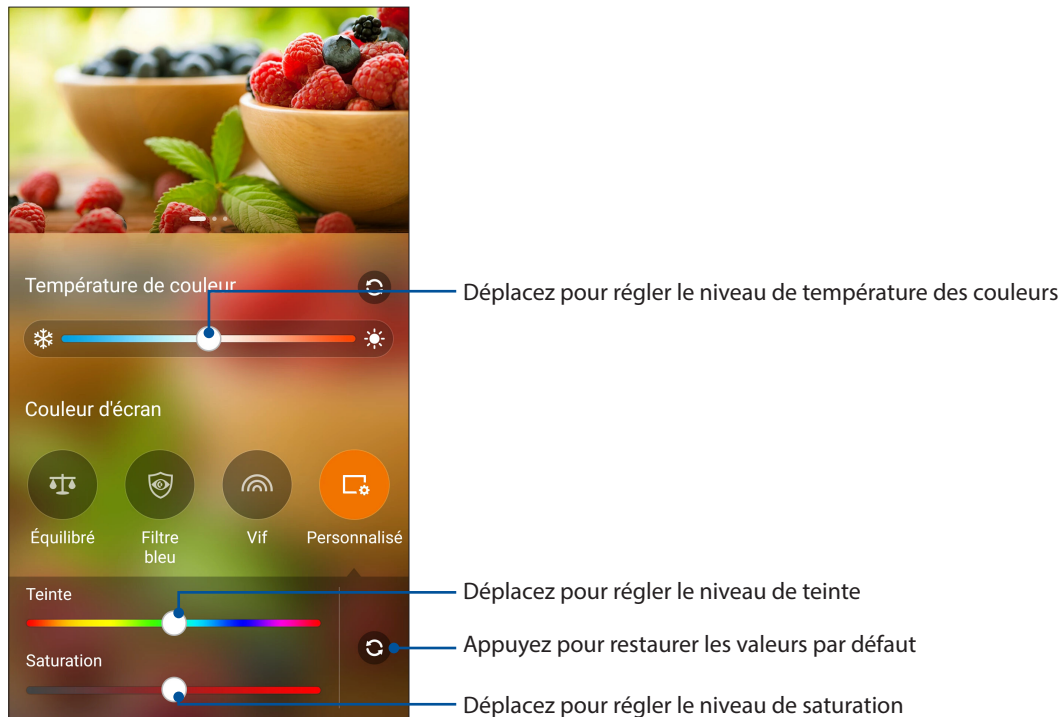 Température de couleur
Déplacez pour régler le niveau de température des couleurs
Couleur d'écran
Équilibré
Filtre
bleu
Vif
Personnalisé
Teinte
Déplacez pour régler le niveau de teinte
Appuyez pour restaurer les valeurs par défaut
Saturation
Déplacez pour régler le niveau de saturation